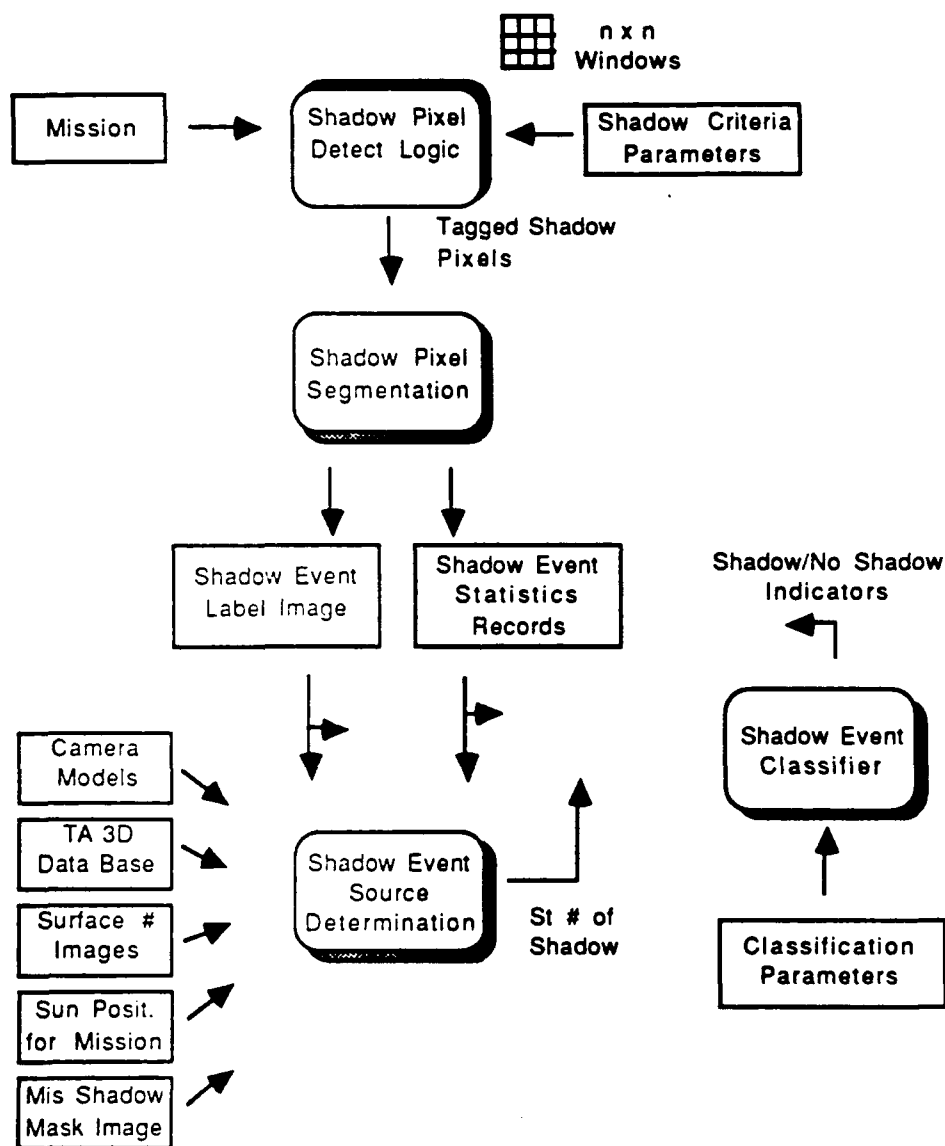 n x n
Windows
Mission
Shadow Pixel
Detect Logic
Shadow Criteria
Parameters
Tagged Shadow
Pixels
Shadow Pixel
Segmentation
Shadow Event
Label Image
Shadow Event
Statistics
Records
Shadow/No Shadow
Indicators
Shadow Event
Classifier
Camera
Models
TA 3D
Data Base
Surface #
Images
Sun Posit.
for Mission
Mis Shadow
Mask Image
Shadow Event
Source
Determination
St # of
Shadow
Classification
Parameters